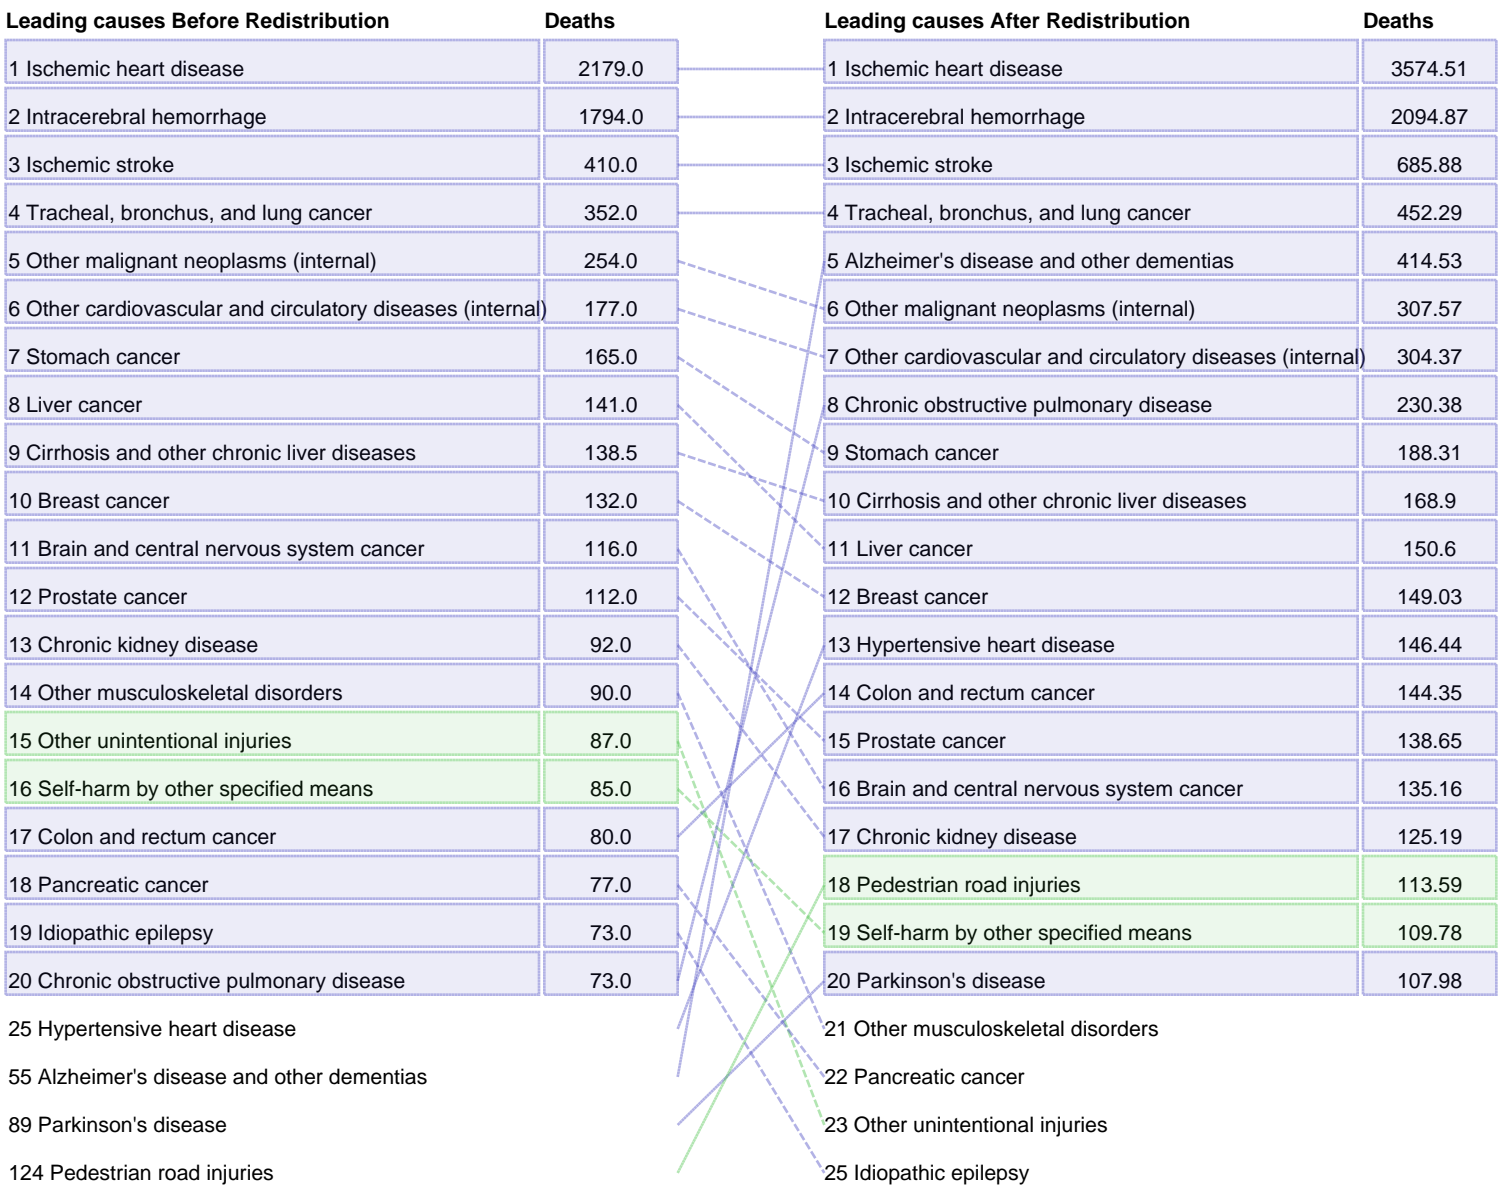 Leading causes Before Redistribution Deaths Leading causes After Redistribution Deaths
1 Ischemic heart disease 2179.0 1 Ischemic heart disease 3574.51
2 Intracerebral hemorrhage 1794.0 2 Intracerebral hemorrhage 2094.87
3 Ischemic stroke 410.0 3 Ischemic stroke 685.88
4 Tracheal, bronchus, and lung cancer 352.0 4 Tracheal, bronchus, and lung cancer 452.29
5 Other malignant neoplasms (internal) 254.0 5 Alzheimer's disease and other dementias 414.53
6 Other cardiovascular and circulatory diseases (internal) 177.0 6 Other malignant neoplasms (internal) 307.57
7 Stomach cancer 165.0 7 Other cardiovascular and circulatory diseases (internal) 304.37
8 Liver cancer 141.0 8 Chronic obstructive pulmonary disease 230.38
9 Cirrhosis and other chronic liver diseases 138.5 9 Stomach cancer 188.31
10 Breast cancer 132.0 10 Cirrhosis and other chronic liver diseases 168.9
11 Brain and central nervous system cancer 116.0 11 Liver cancer 150.6
12 Prostate cancer 112.0 12 Breast cancer 149.03
13 Chronic kidney disease 92.0 13 Hypertensive heart disease 146.44
14 Other musculoskeletal disorders 90.0 14 Colon and rectum cancer 144.35
15 Other unintentional injuries 87.0 15 Prostate cancer 138.65
16 Self-harm by other specified means 85.0 16 Brain and central nervous system cancer 135.16
17 Colon and rectum cancer 80.0 17 Chronic kidney disease 125.19
18 Pancreatic cancer 77.0 18 Pedestrian road injuries 113.59
19 Idiopathic epilepsy 73.0 19 Self-harm by other specified means 109.78
20 Chronic obstructive pulmonary disease 73.0 20 Parkinson's disease 107.98
25 Hypertensive heart disease 21 Other musculoskeletal disorders
55 Alzheimer's disease and other dementias 22 Pancreatic cancer
89 Parkinson's disease 23 Other unintentional injuries
124 Pedestrian road injuries 25 Idiopathic epilepsy